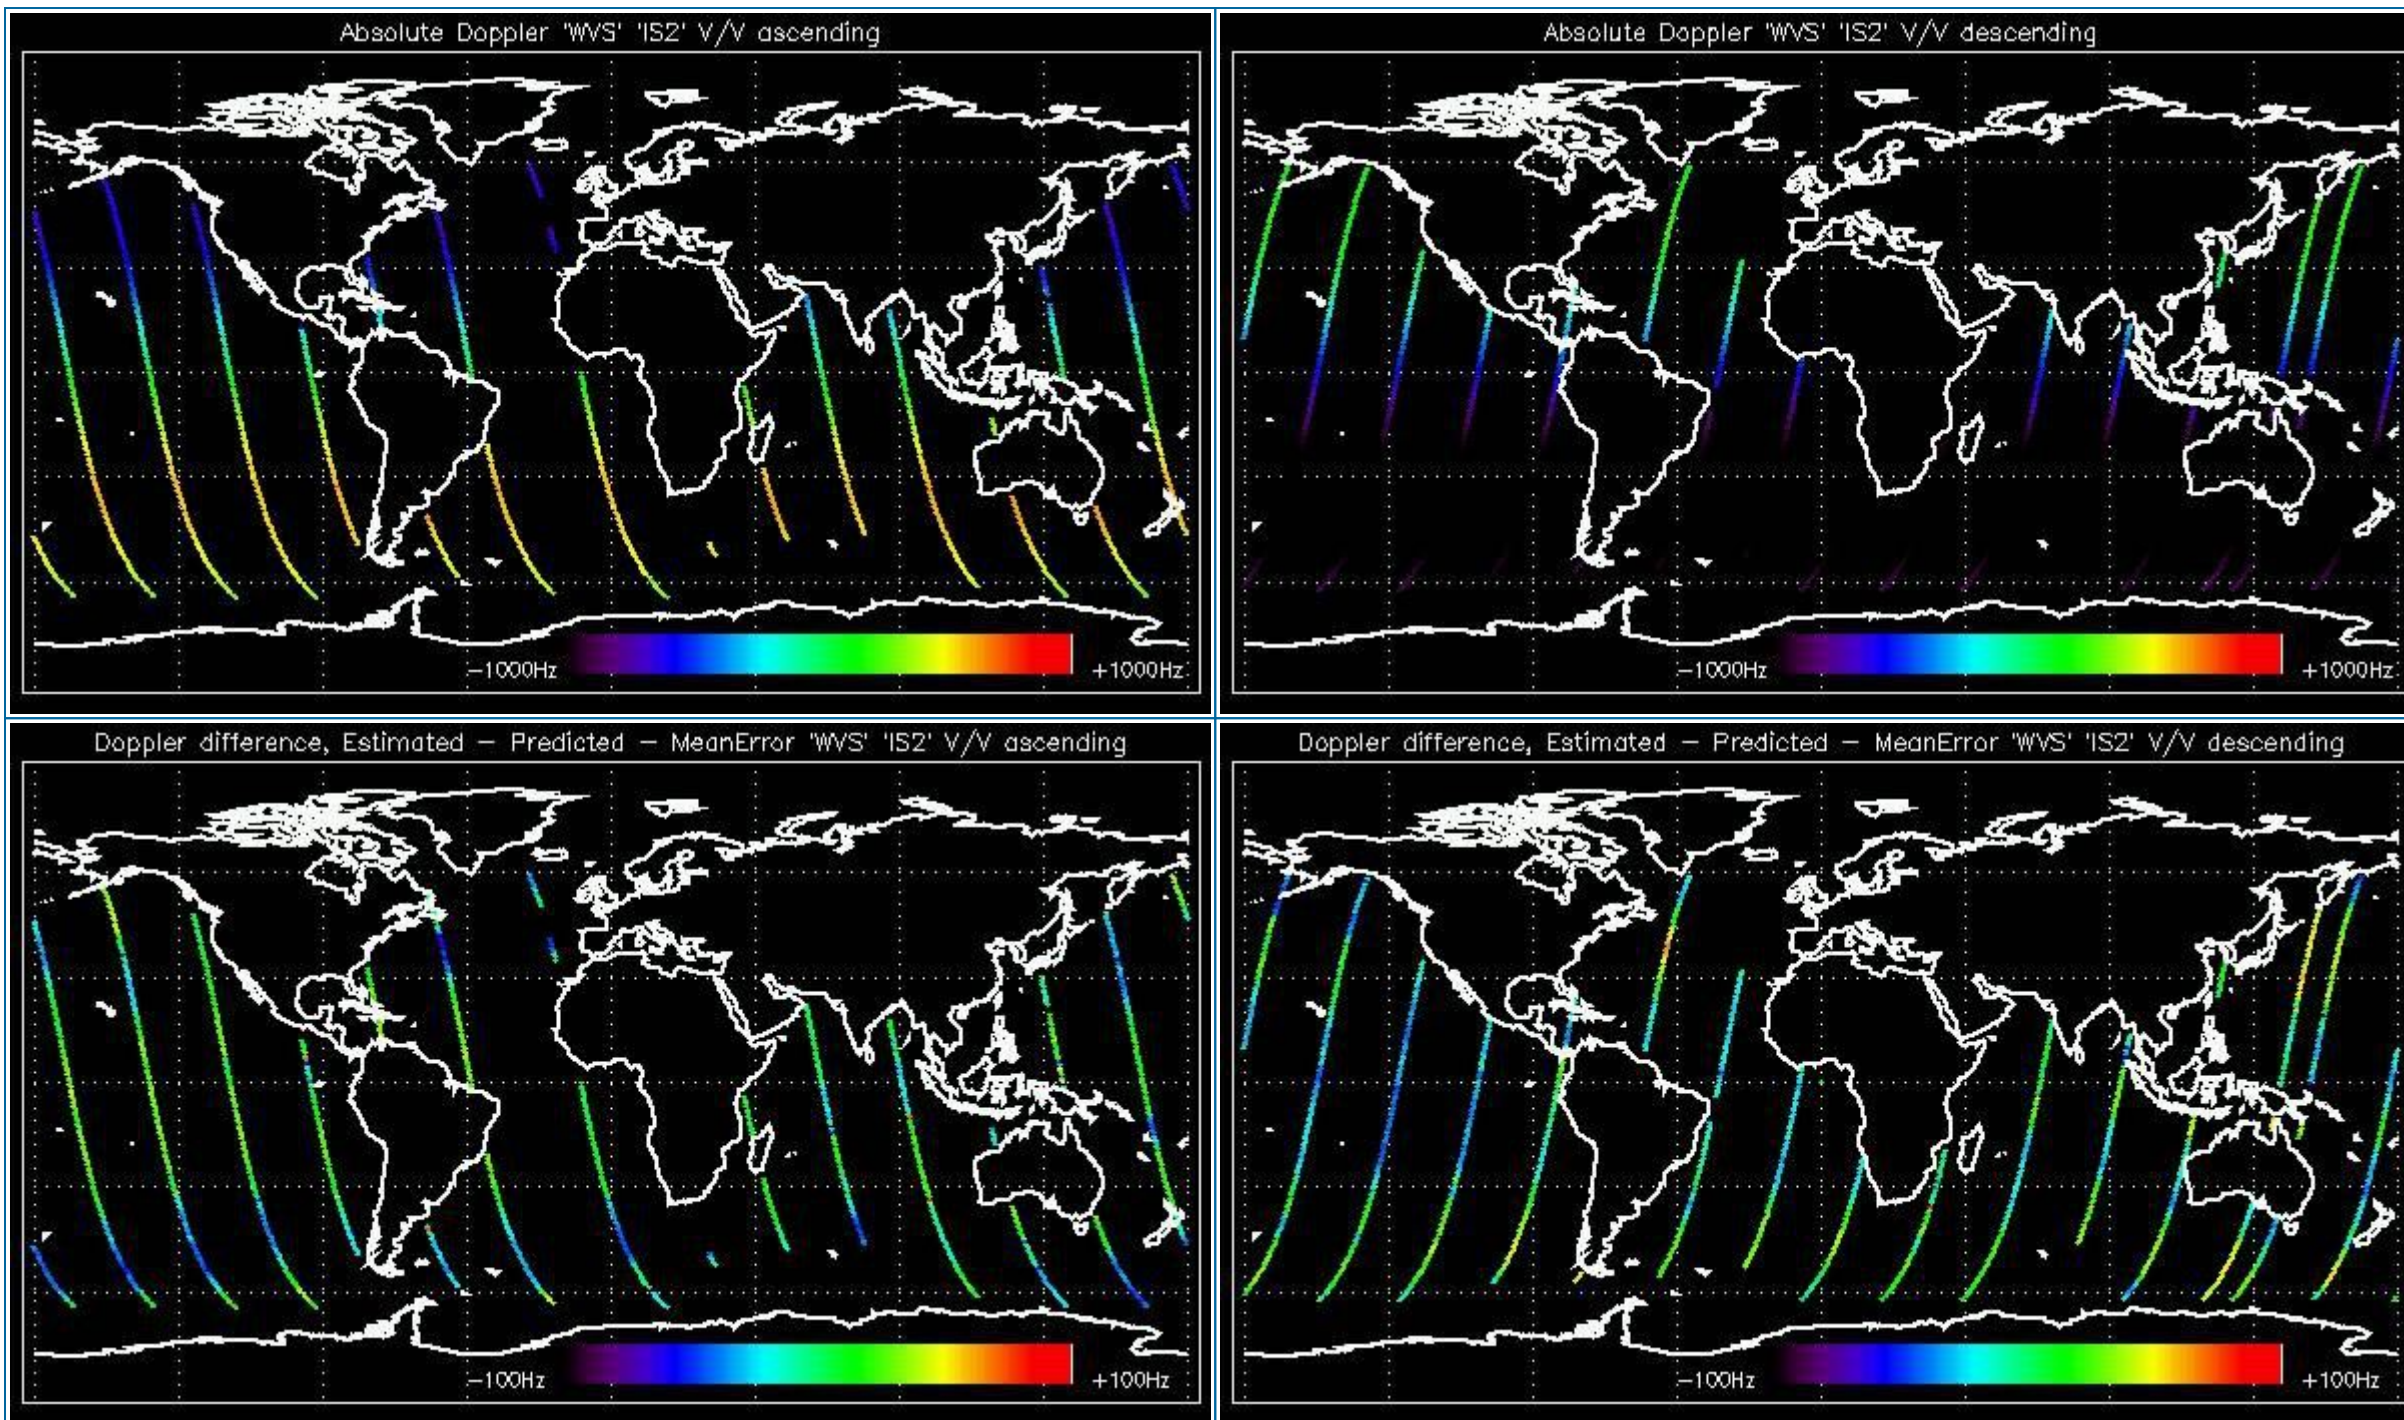 Absolute Doppler 'WVS' 'IS2' V/V ascending
-1000Hz
+1000Hz
Absolute Doppler 'WVS' 'IS2' V/V descending
-1000Hz
+1000Hz
Doppler difference, Estimated - Predicted - MeanError 'WVS' 'IS2' V/V ascending
-100Hz
+100Hz
Doppler difference, Estimated - Predicted - MeanError 'WVS' 'IS2' V/V descending
-100Hz
+100Hz